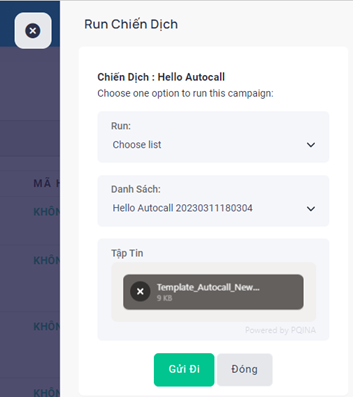 Run Chiến Dịch
Chiến Dịch : Hello Autocall
Choose one option to run this campaign:
Run:
Choose list
MÃ
Danh Sách:
Hello Autocall 20230311180304
KHÔN
KHÔN
Tập Tin
Template_Autocall_New...
9 KB
KHÔN
Powered by PQINA
Gửi Đi
Đóng
KHÔN